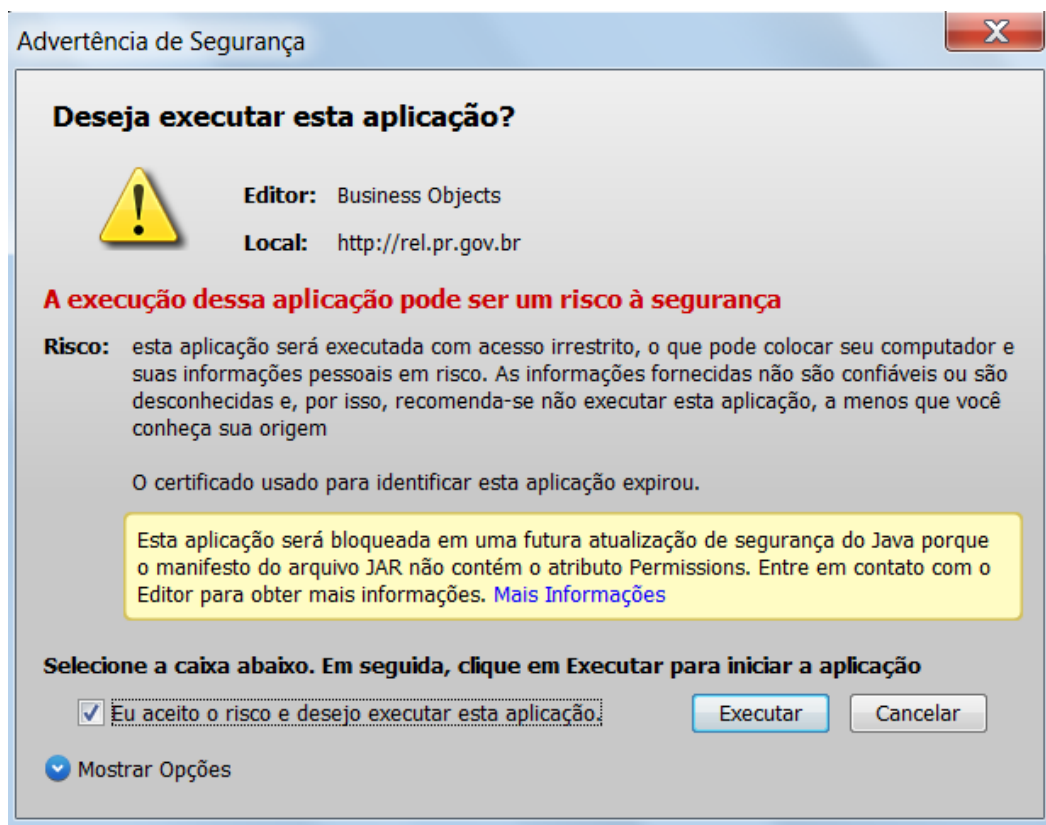 Advertência de Segurança
Deseja executar esta aplicação?
Editor: Business Objects
Local: http://rel.pr.gov.br
A execução dessa aplicação pode ser um risco à segurança
Risco: esta aplicação será executada com acesso irrestrito, o que pode colocar seu computador e
suas informações pessoais em risco. As informações fornecidas não são confiáveis ou são
desconhecidas e, por isso, recomenda-se não executar esta aplicação, a menos que você
conheça sua origem
O certificado usado para identificar esta aplicação expirou.
Esta aplicação será bloqueada em uma futura atualização de segurança do Java porque
o manifesto do arquivo JAR não contém o atributo Permissions. Entre em contato com o
Editor para obter mais informações. Mais Informações
Selecione a caixa abaixo. Em seguida, clique em Executar para iniciar a aplicação
Eu aceito o risco e desejo executar esta aplicação. Executar Cancelar
Mostrar Opções